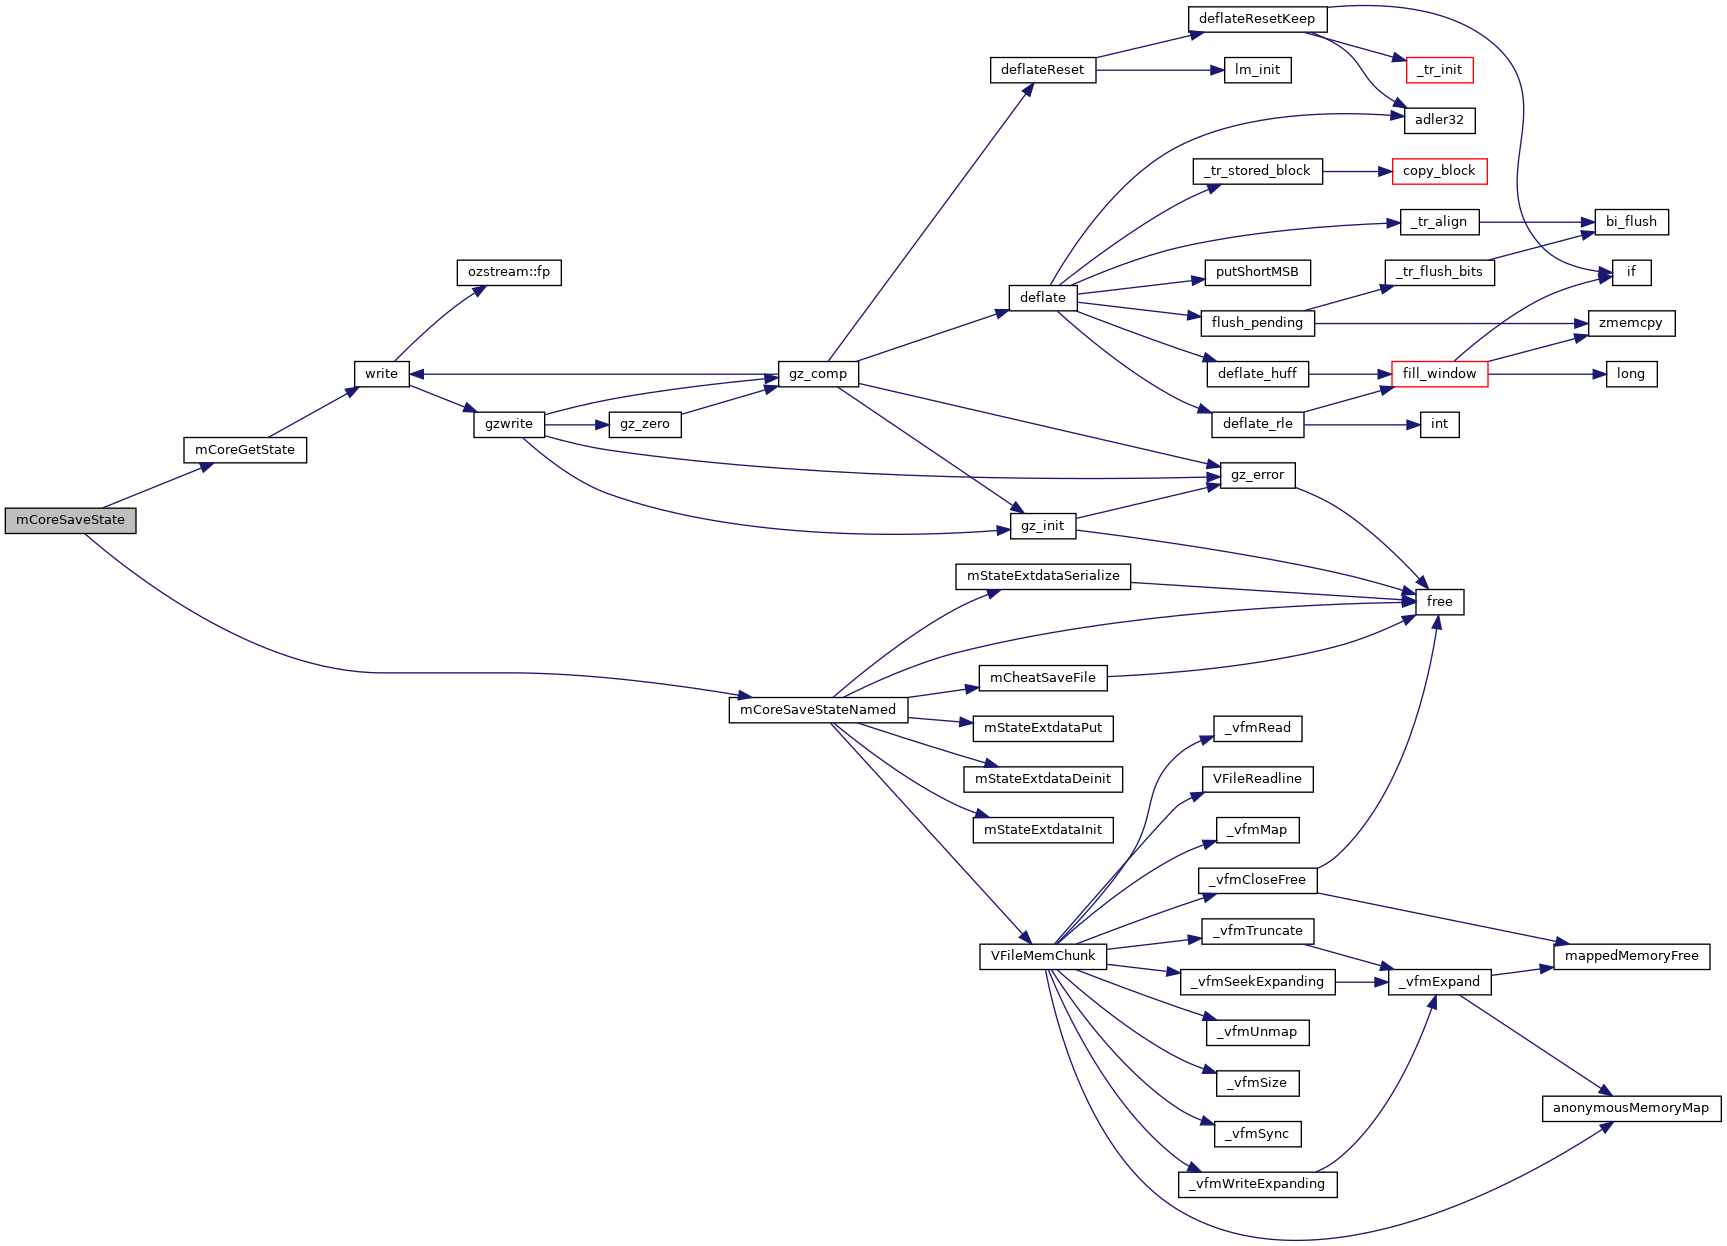 mCoreSaveState
mCoreGetState
write
ozstream::fp
gzwrite
gz_zero
gz_comp
deflateReset
deflateResetKeep
lm_init
_tr_init
adler32
deflate
_tr_stored_block
copy_block
_tr_align
bi_flush
putShortMSB
_tr_flush_bits
if
flush_pending
zmemcpy
deflate_huff
fill_window
long
deflate_rle
int
gz_error
gz_init
mStateExtdataSerialize
free
mCheatSaveFile
mCoreSaveStateNamed
mStateExtdataPut
mStateExtdataDeinit
mStateExtdataInit
_vfmRead
VFileReadline
_vfmMap
_vfmCloseFree
_vfmTruncate
VFileMemChunk
mappedMemoryFree
_vfmSeekExpanding
_vfmExpand
_vfmUnmap
_vfmSize
anonymousMemoryMap
_vfmSync
_vfmWriteExpanding